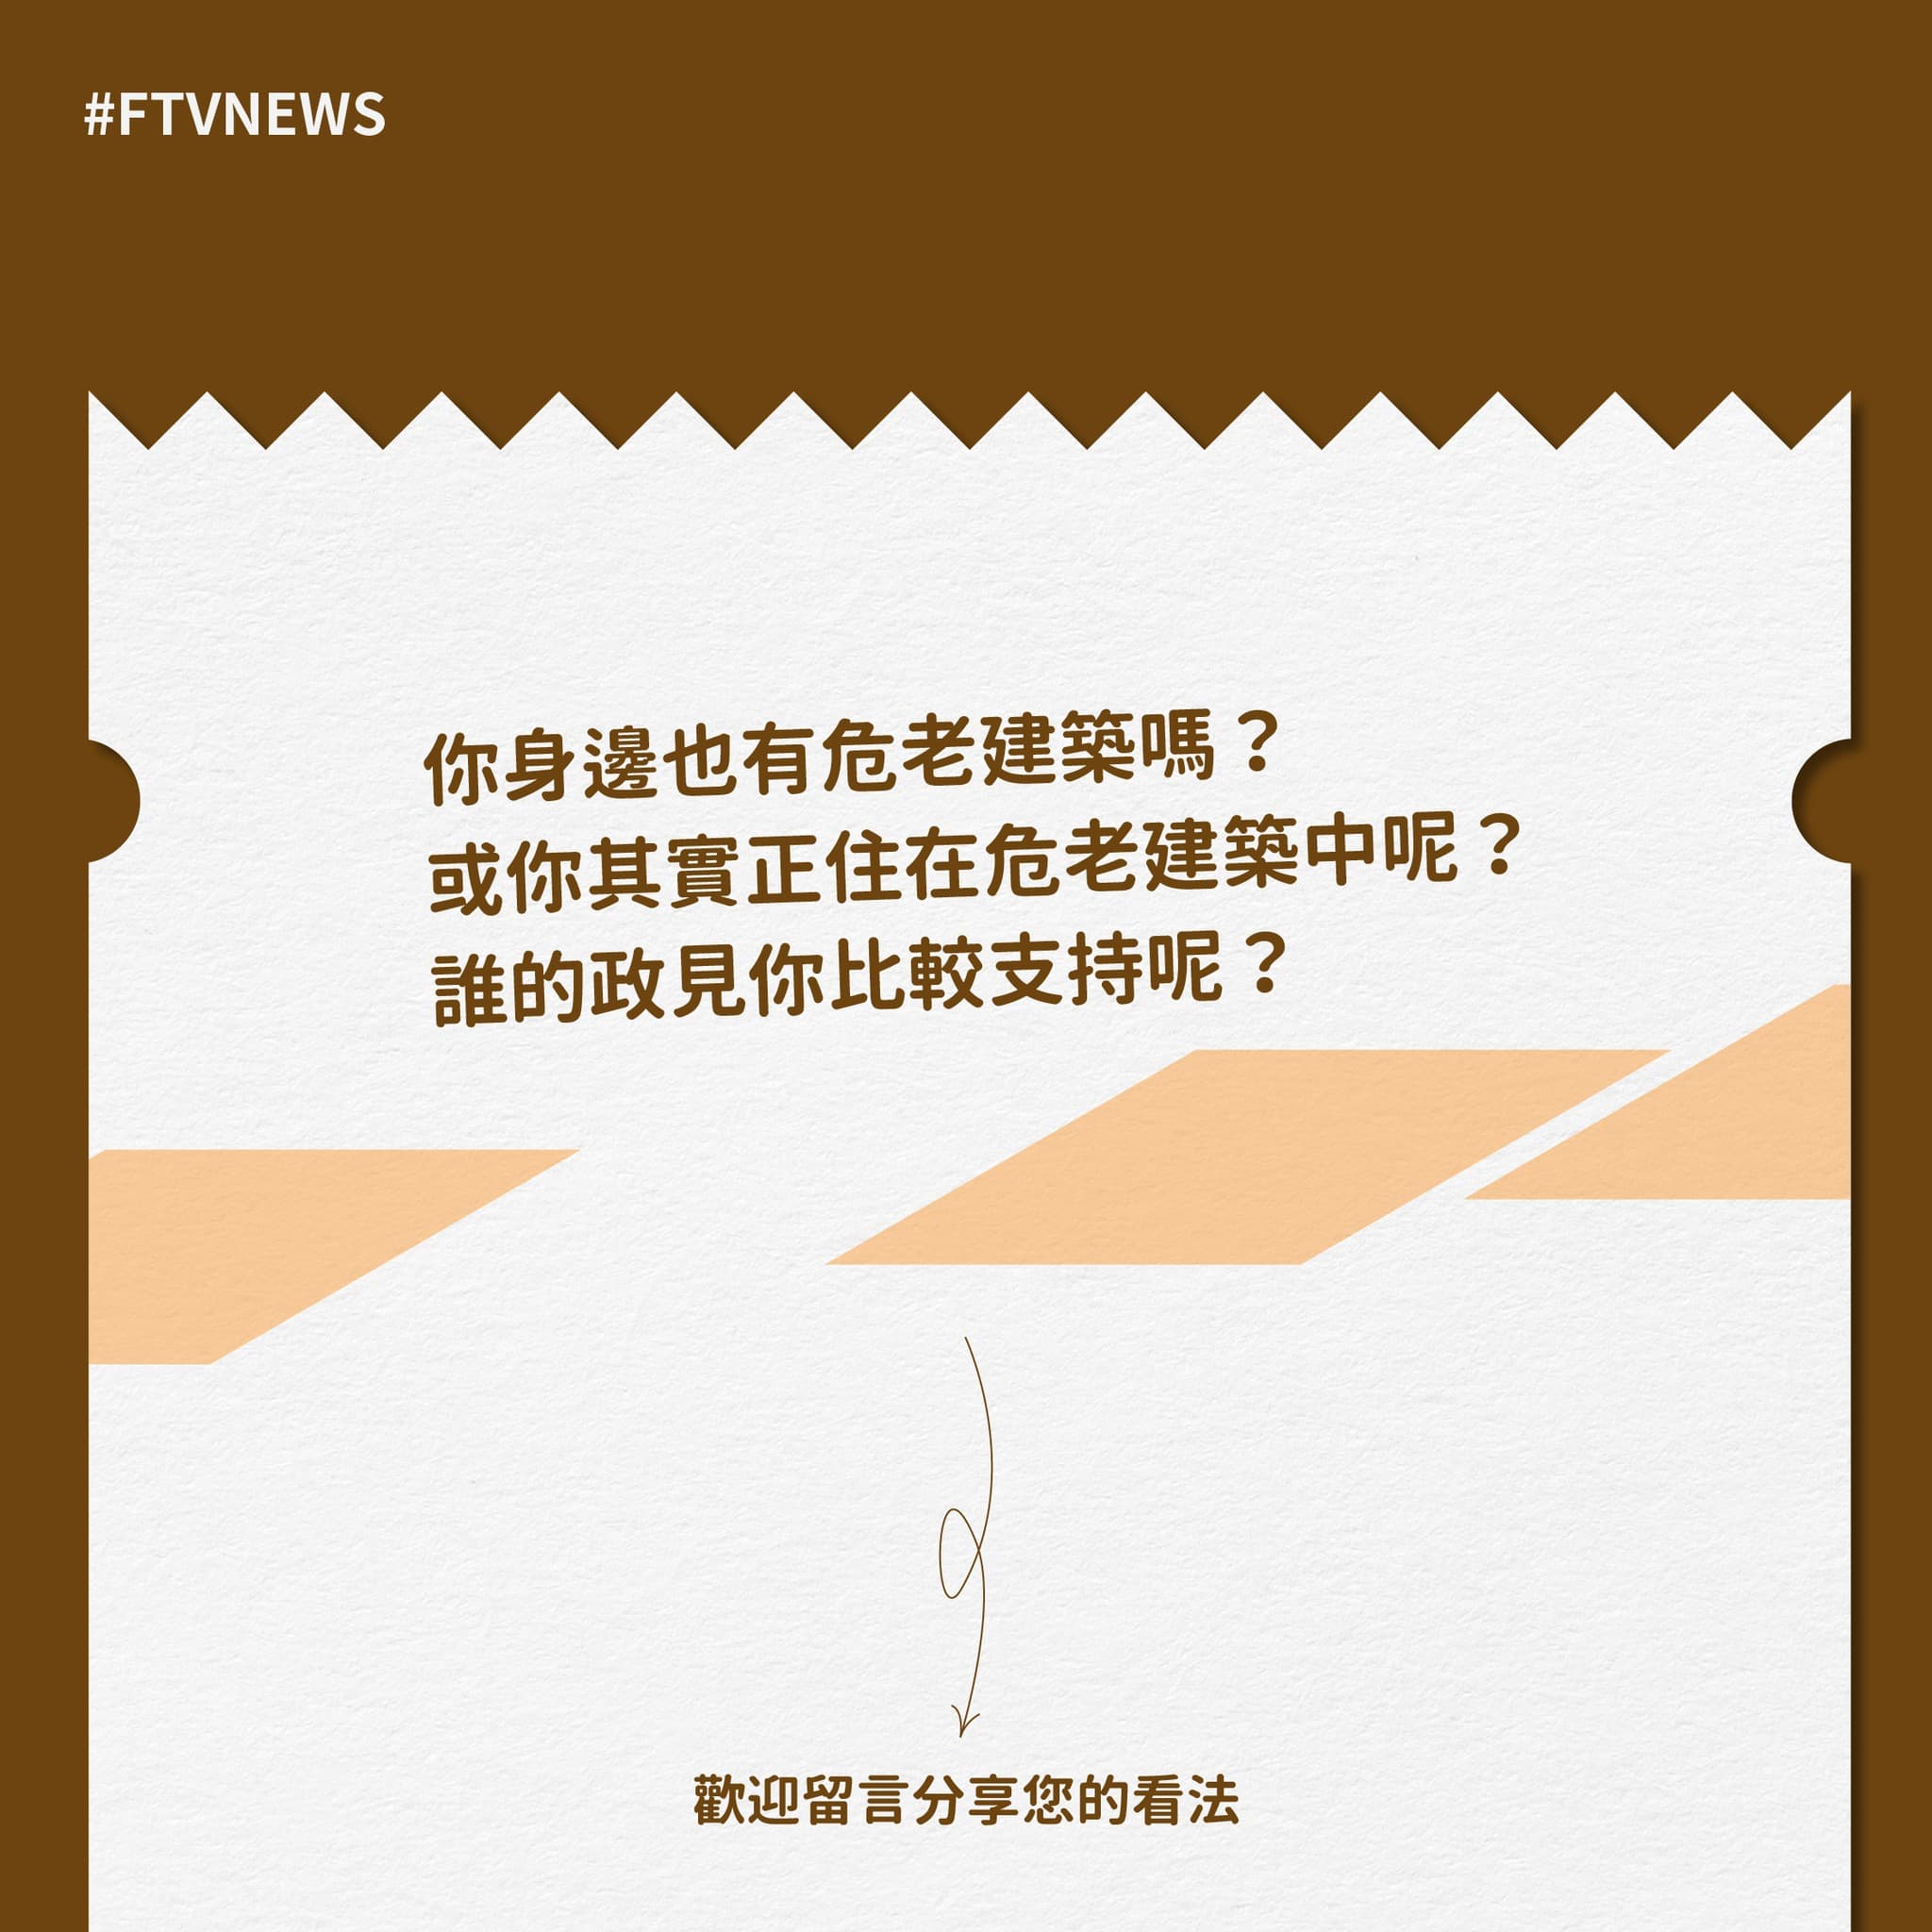 #FTVNEWS
你身邊也有危老建築嗎？
或你其實正住在危老建築中呢？
誰的政見你比較支持呢？
歡迎留言分享您的看法